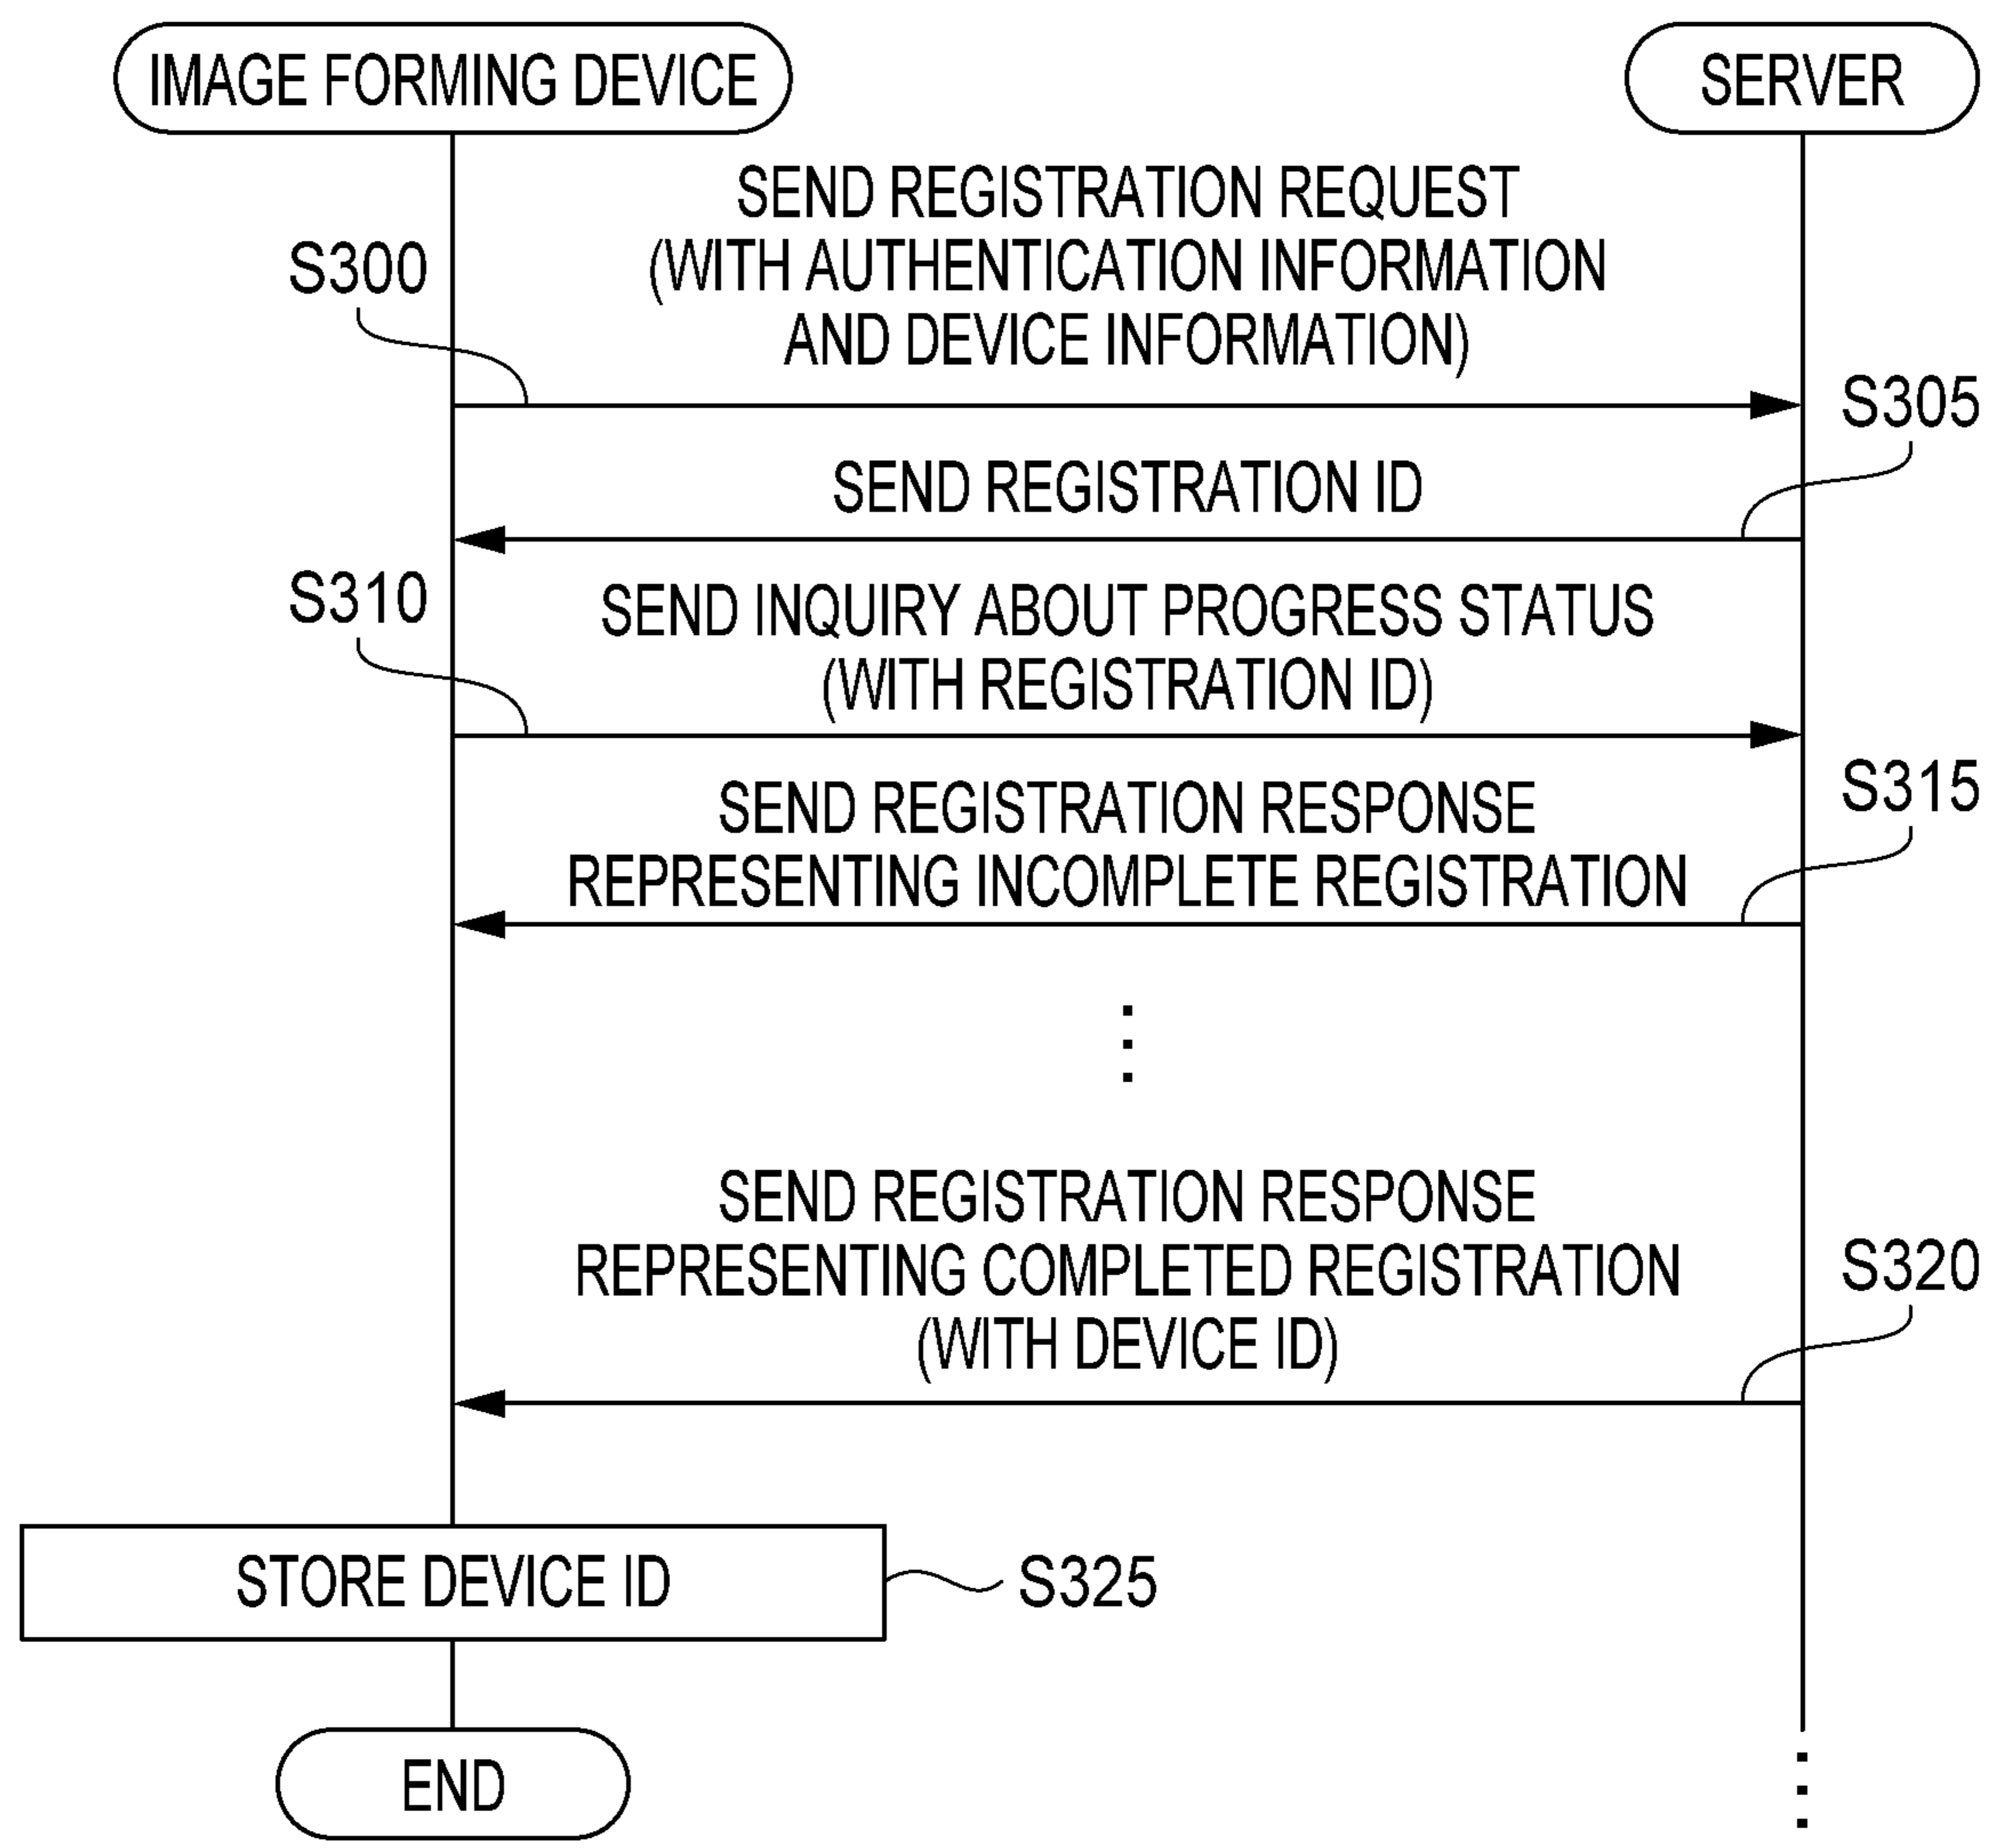 IMAGE FORMING DEVICE
SERVER
SEND REGISTRATION REQUEST
(WITH AUTHENTICATION INFORMATION
AND DEVICE INFORMATION)
S300
S305
SEND REGISTRATION ID
S310
SEND INQUIRY ABOUT PROGRESS STATUS
(WITH REGISTRATION ID)
S315
SEND REGISTRATION RESPONSE
REPRESENTING INCOMPLETE REGISTRATION
SEND REGISTRATION RESPONSE
REPRESENTING COMPLETED REGISTRATION
(WITH DEVICE ID)
S320
STORE DEVICE ID
S325
END